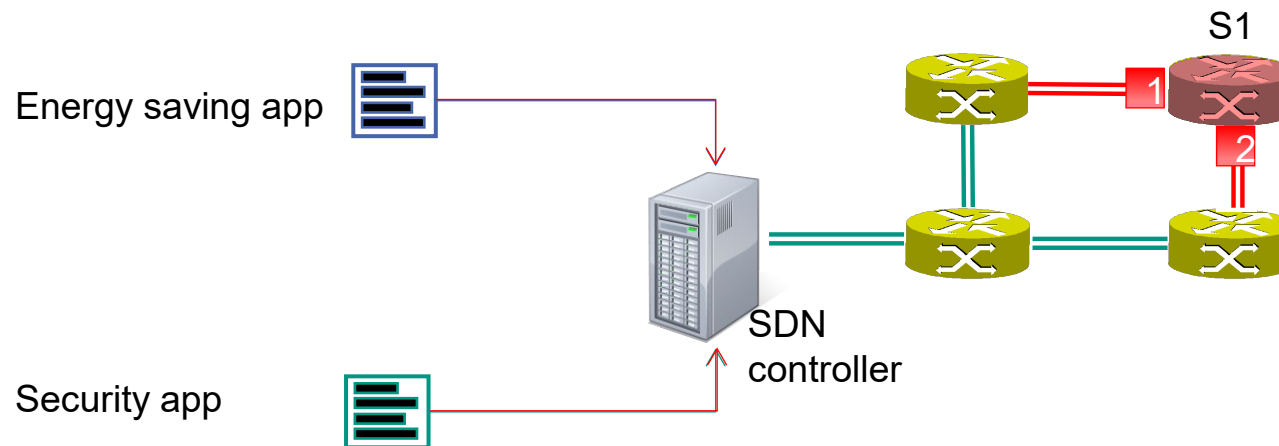 S1
Energy saving app
1
2
SDN
controller
Security app